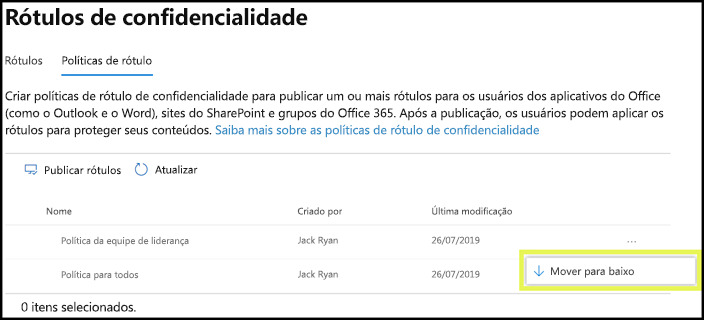 Rótulos de confidencialidade
Rótulos Políticas de rótulo
Criar políticas de rótulo de confidencialidade para publicar um ou mais rótulos para os usuários dos aplicativos do Office
(como o Outlook e o Word), sites do SharePoint e grupos do Office 365. Após a publicação, os usuários podem aplicar os
rótulos para proteger seus conteúdos. Saiba mais sobre as políticas de rótulo de confidencialidade
Publicar rótulos Atualizar
Nome Criado por Última modificação
Política da equipe de liderança Jack Ryan 26/07/2019 ...
Política para todos Jack Ryan 26/07/2019 Mover para baixo
0 itens selecionados.